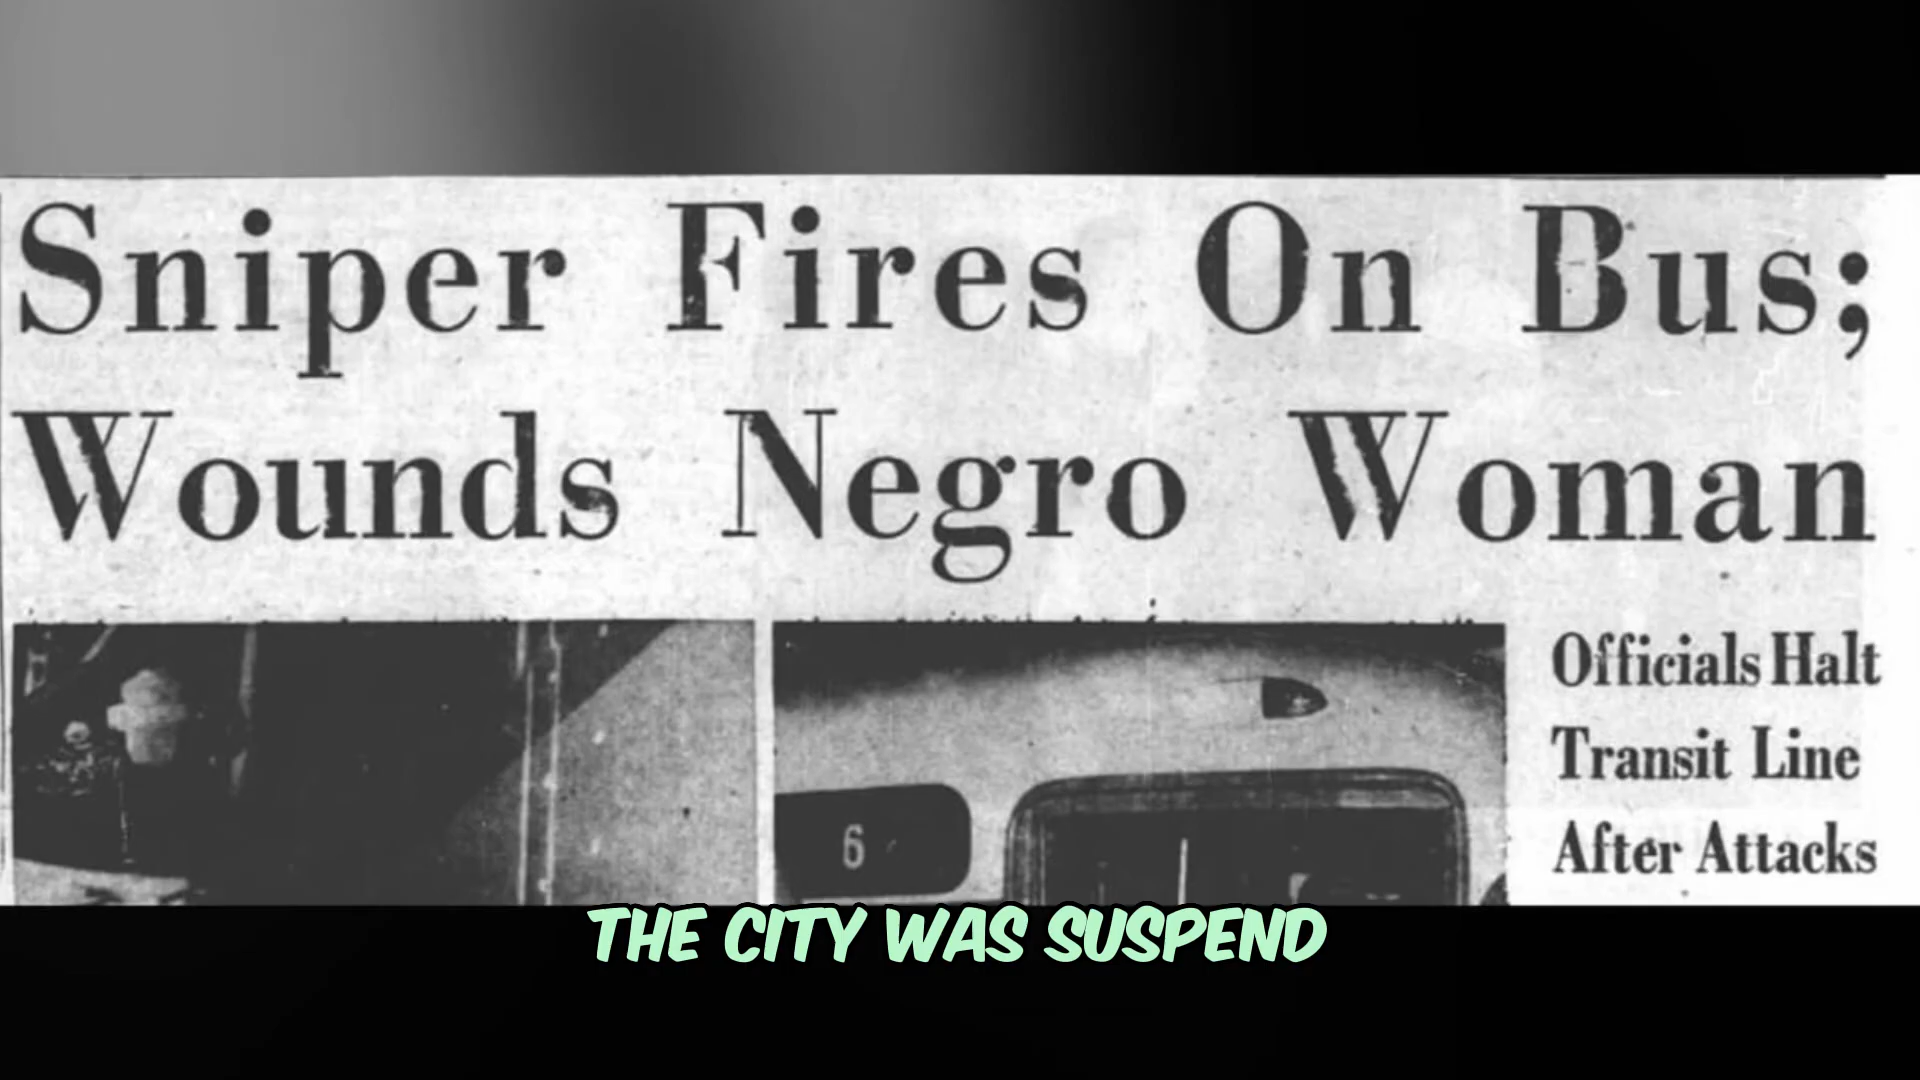 Sniper Fires On Bus;
Wounds Negro Woman
Officials Halt
Transit Line
After Attacks
6
THE CITY WAS SUSPEND